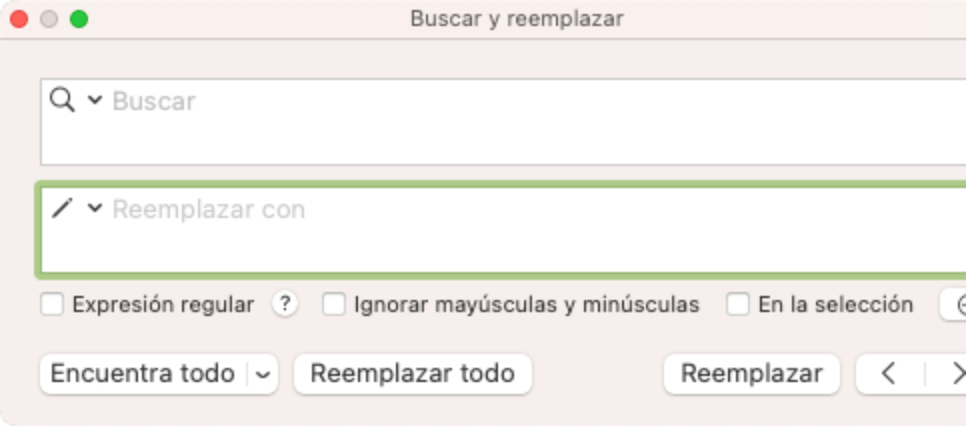 Buscar y reemplazar
Buscar
Reemplazar con
Expresión regular ? Ignorar mayúsculas y minúsculas En la selección
Encuentra todo Reemplazar todo Reemplazar